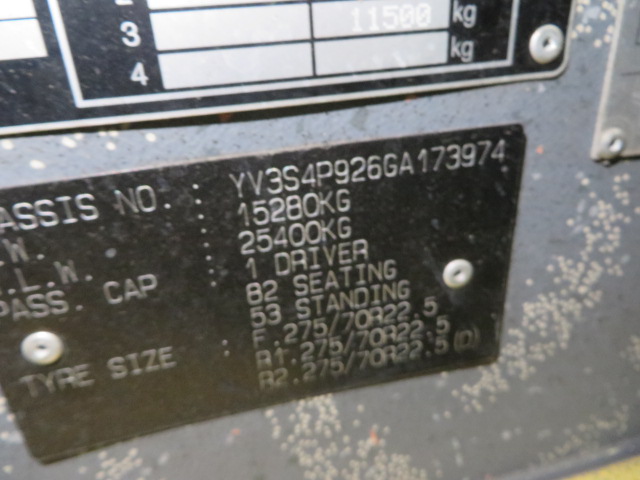 3 11500 kg
4 kg
ASSIS NO. : YV3S4P926GA173974
.W. : 15280KG
.L.W. : 25400KG
PASS. CAP : 1 DRIVER
82 SEATING
53 STANDING
TYRE SIZE : F.275/70R22.5
R1.275/70R22.5
R2.275/70R22.5(D)